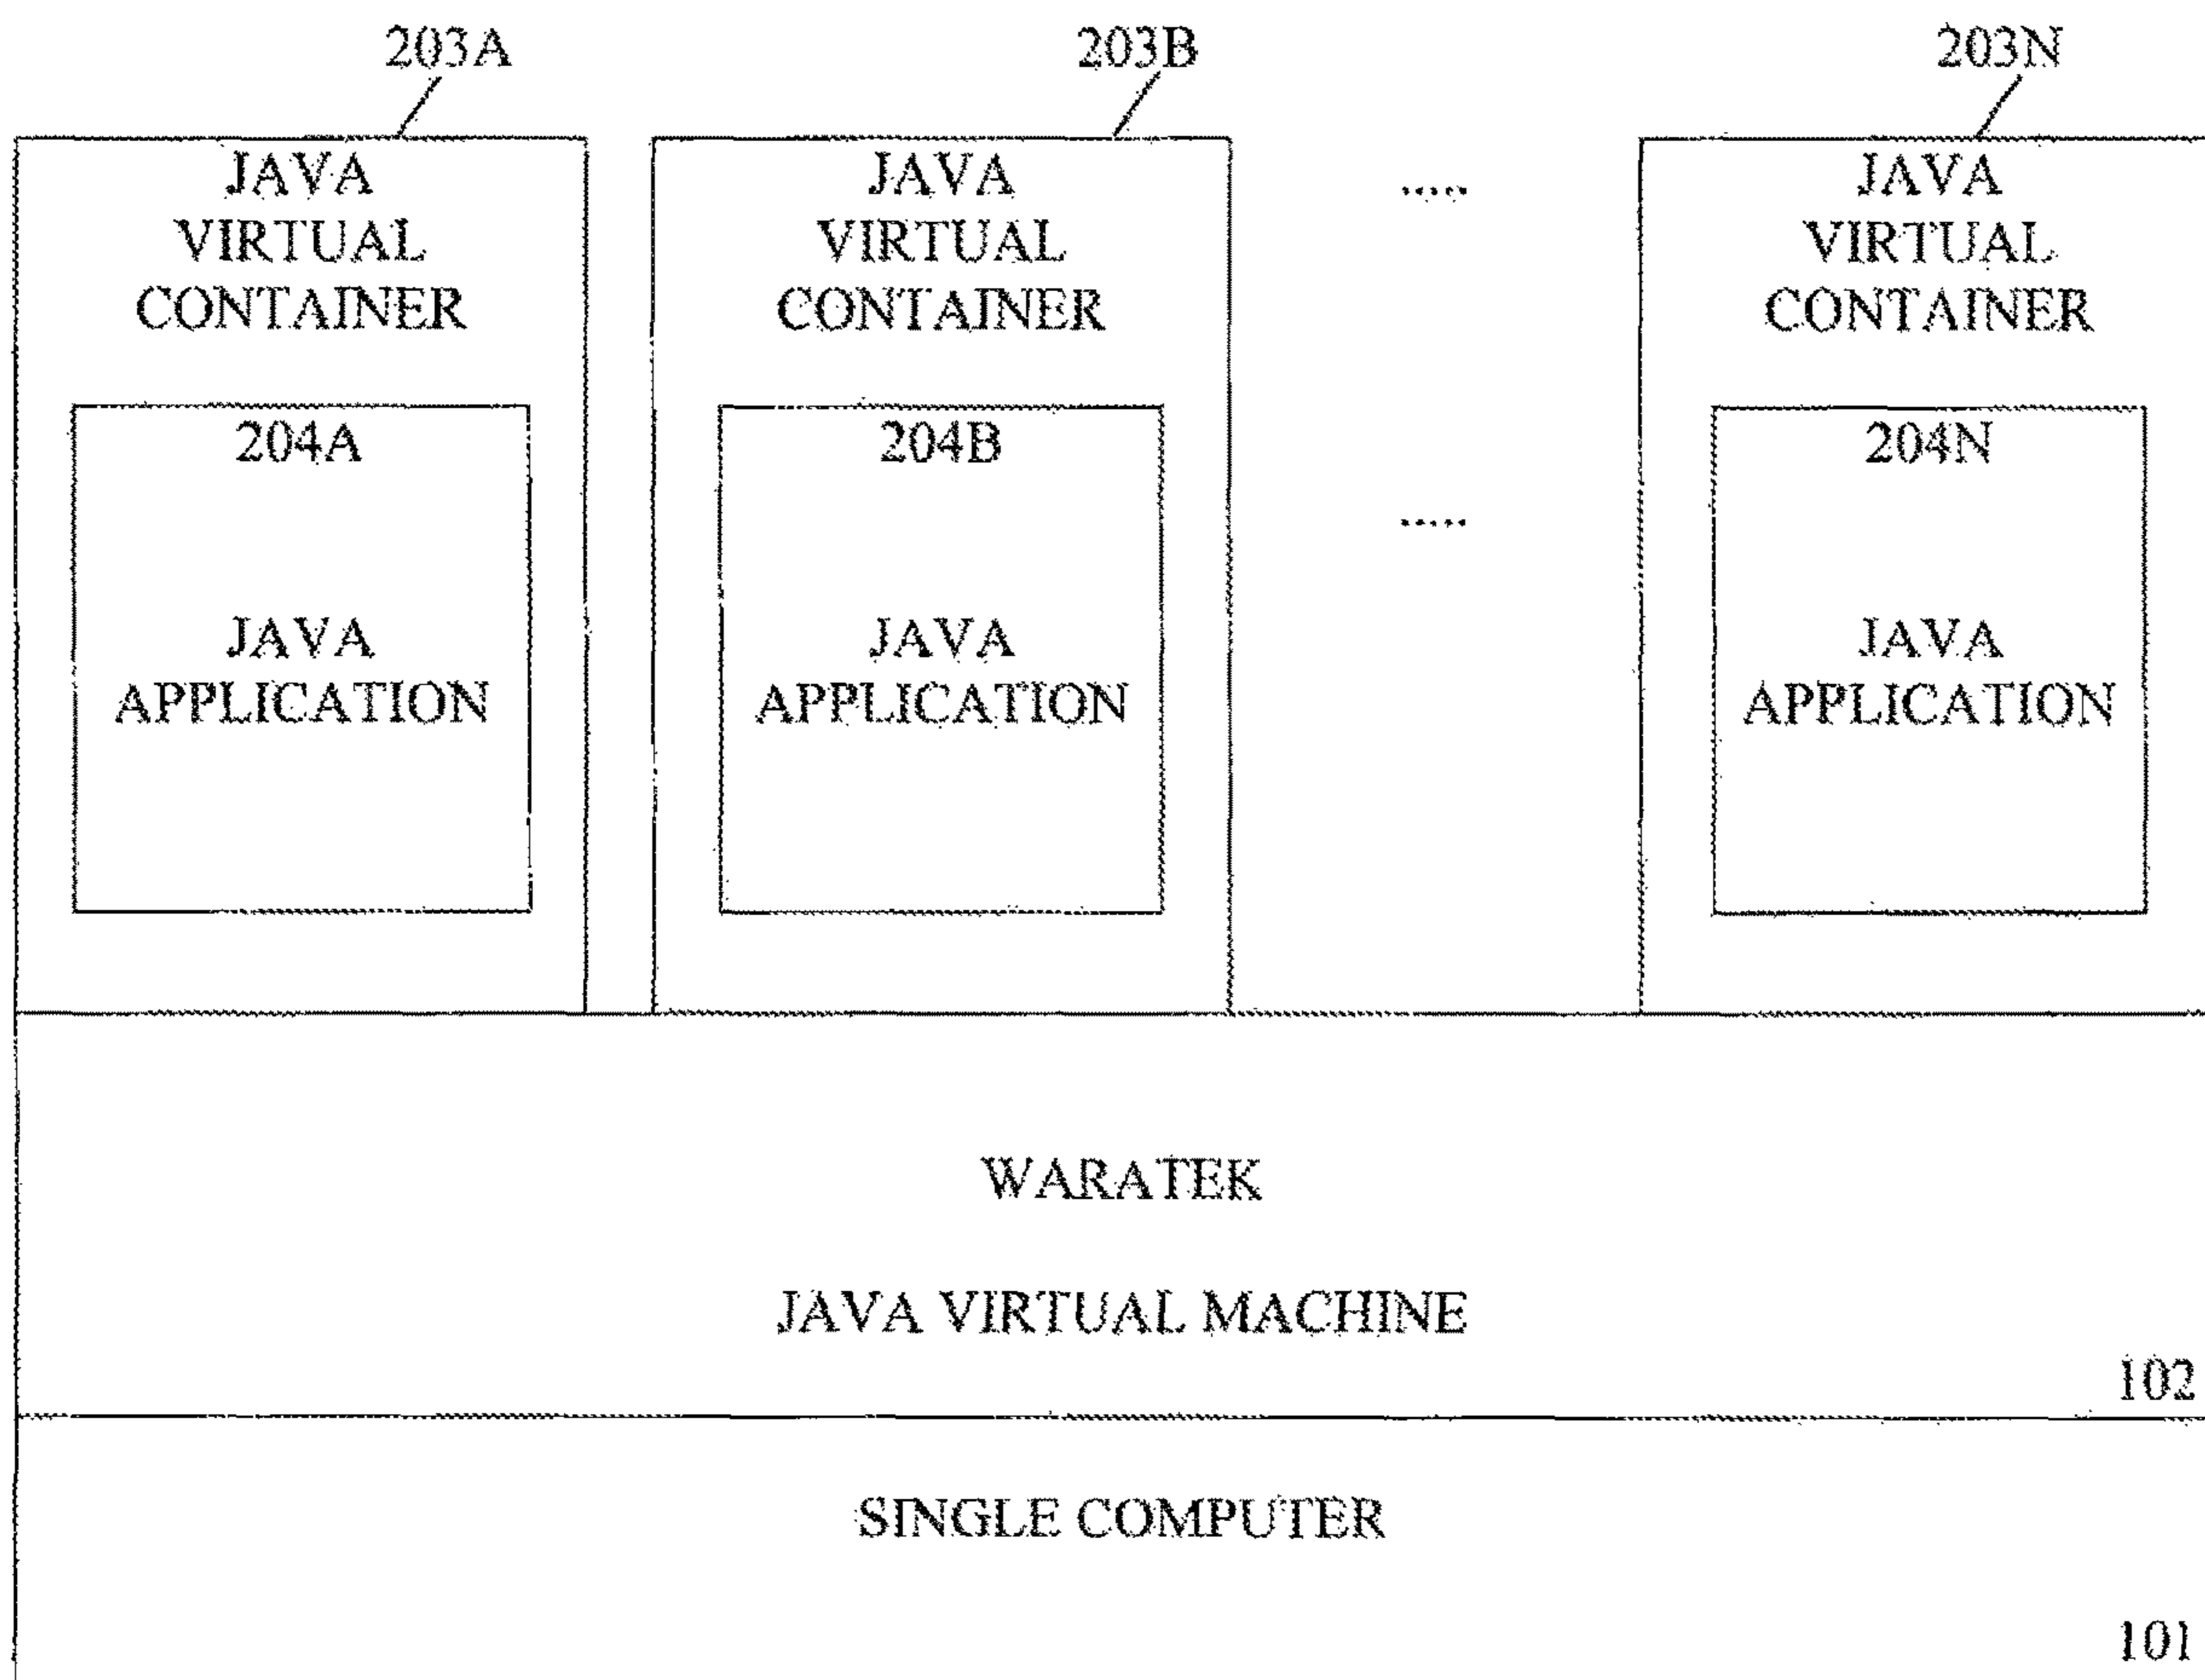 203A 203B 203N
JAVA JAVA ..... JAVA
VIRTUAL VIRTUAL VIRTUAL
CONTAINER CONTAINER CONTAINER
204A 204B 204N
.....
JAVA JAVA JAVA
APPLICATION APPLICATION APPLICATION
WARATEK
JAVA VIRTUAL MACHINE
102
SINGLE COMPUTER
101